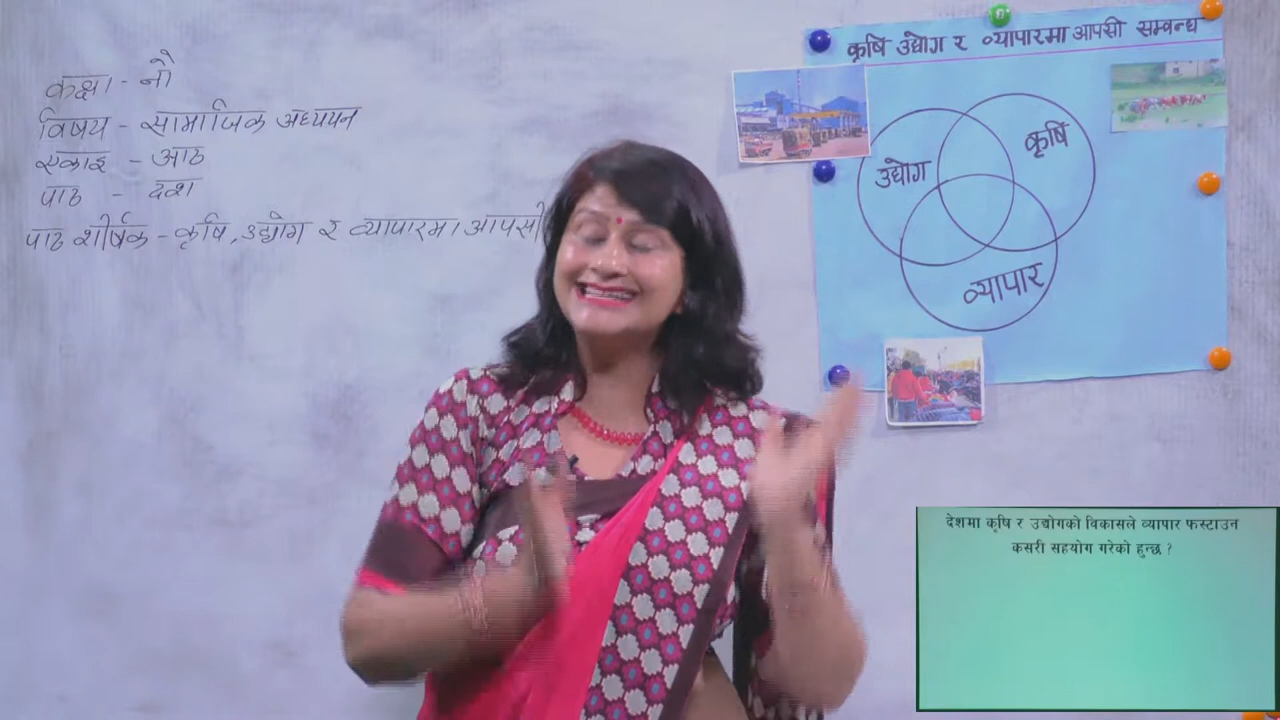 कक्षा - नौ
विषय - सामाजिक अध्ययन
एकाइ - आठ
पाठ - दश
पाठ शीर्षक - कृषि, उद्योग र व्यापारमा आपसी
कृषि उद्योग र व्यापारमा आपसी सम्बन्ध
उद्योग
कृषि
व्यापार
देशमा कृषि र उद्योगको विकासले व्यापार फस्टाउन
कसरी सहयोग गरेको हुन्छ ?